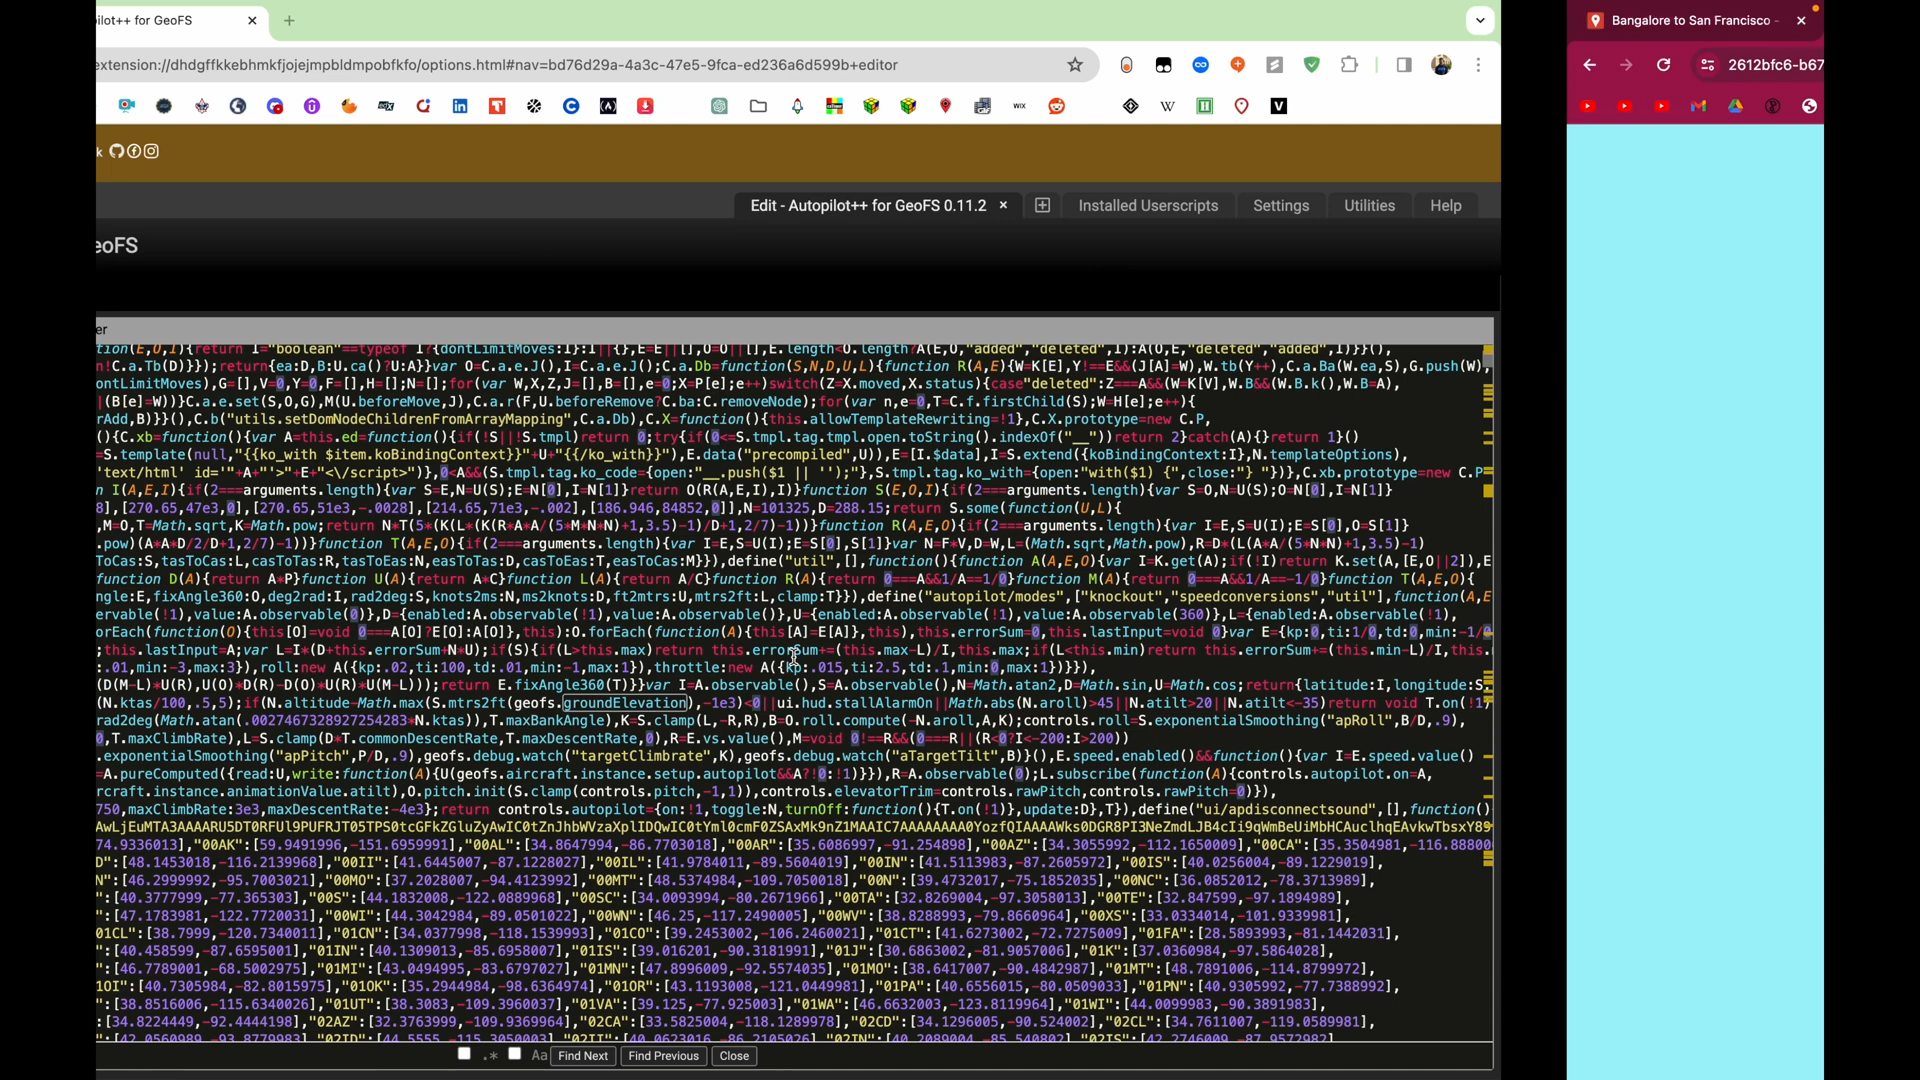 ilot++ for GeoFS
Bangalore to San Francisco -
extension://dhdgffkkebhmkfjojejmpbldmpobfkfo/options.html#nav=bd76d29a-4a3c-47e5-9fca-ed236a6d599b+editor
2612bfc6-b67
Edit - Autopilot++ for GeoFS 0.11.2
Installed Userscripts
Settings
Utilities
Help
eoFS
er
tion(E,O,I){return I="boolean"==typeof I?{dontLimitMoves:I}:I||{},E=E||[],O=O||[],E.length<O.length?A(E,O,"added","deleted",I):A(O,E,"deleted","added",I)}}(),
n!C.a.Tb(D)}});return{ea:D,B:U.ca()?U:A}}var O=C.a.e.J(),I=C.a.e.J();C.a.Db=function(S,N,D,U,L){function R(A,E){W=K[E],Y!==E&&(J[A]=W),W.tb(Y++),C.a.Ba(W.ea,S),G.push(W),
ontLimitMoves),G=[],V=0,Y=0,F=[],H=[];N=[];for(var W,X,Z,J=[],B=[],e=0;X=P[e];e++)switch(Z=X.moved,X.status){case"deleted":Z===A&&(W=K[V],W.B&&(W.B.k(),W.B=A),
|(B[e]=W))}C.a.e.set(S,O,G),M(U.beforeMove,J),C.a.r(F,U.beforeRemove?C.ba:C.removeNode);for(var n,e=0,T=C.f.firstChild(S);W=H[e];e++){
rAdd,B)}}(),C.b("utils.setDomNodeChildrenFromArrayMapping",C.a.Db),C.X=function(){this.allowTemplateRewriting=!1},C.X.prototype=new C.P,
(){C.xb=function(){var A=this.ed=function(){if(!S||!S.tmpl)return 0;try{if(0<=S.tmpl.tag.tmpl.open.toString().indexOf("__"))return 2}catch(A){}return 1}()
=S.template(null,"{{ko_with $item.koBindingContext}}"+U+"{{/ko_with}}"),E.data("precompiled",U)),E=[I.$data],I=S.extend({koBindingContext:I},N.templateOptions),
'text/html' id='"+A+"'>"+E+"<\/script>")},0<A&&(S.tmpl.tag.ko_code={open:"__.push($1 || '');"},S.tmpl.tag.ko_with={open:"with($1) {",close:"} "})},C.xb.prototype=new C.P
n I(A,E,I){if(2===arguments.length){var S=E,N=U(S);E=N[0],I=N[1]}return O(R(A,E,I),I)}function S(E,O,I){if(2===arguments.length){var S=O,N=U(S);O=N[0],I=N[1]}
8],[270.65,47e3,0],[270.65,51e3,-.0028],[214.65,71e3,-.002],[186.946,84852,0]],N=101325,D=288.15;return S.some(function(U,L){
,M=O,T=Math.sqrt,K=Math.pow;return N*T(5*(K(L*(K(R*A*A/(5*M*N*N)+1,3.5)-1)/D+1,2/7)-1))}function R(A,E,O){if(2===arguments.length){var I=E,S=U(I);E=S[0],O=S[1]}
.pow)(A*A*D/2/D+1,2/7)-1))}function T(A,E,O){if(2===arguments.length){var I=E,S=U(I);E=S[0],S[1]}var N=F*V,D=W,L=(Math.sqrt,Math.pow),R=D*(L(A*A/(5*N*N)+1,3.5)-1)
ToCas:S,tasToCas:L,casToTas:R,tasToEas:N,easToTas:D,casToEas:T,easToCas:M}}),define("util",[],function(){function A(A,E,O){var I=K.get(A);if(!I)return K.set(A,[E,O||2]),E
function D(A){return A*P}function U(A){return A*C}function L(A){return A/C}function R(A){return 0===A&&1/A==1/0}function M(A){return 0===A&&1/A==-1/0}function T(A,E,O){
ngle:E,fixAngle360:O,deg2rad:I,rad2deg:S,knots2ms:N,ms2knots:D,ft2mtrs:U,mtrs2ft:L,clamp:T}}),define("autopilot/modes",["knockout","speedconversions","util"],function(A,E
ervable(!1),value:A.observable(0)},D={enabled:A.observable(!1),value:A.observable()},U={enabled:A.observable(!1),value:A.observable(360)},L={enabled:A.observable(!1),
orEach(function(O){this[O]=void 0===A[O]?E[O]:A[O]},this):O.forEach(function(A){this[A]=E[A]},this),this.errorSum=0,this.lastInput=void 0}var E={kp:0,ti:1/0,td:0,min:-1/0
;this.lastInput=A;var L=I*(D+this.errorSum+N*U);if(S){if(L>this.max)return this.errorSum+=(this.max-L)/I,this.max;if(L<this.min)return this.errorSum+=(this.min-L)/I,this.
:.01,min:-3,max:3}),roll:new A({kp:.02,ti:100,td:.01,min:-1,max:1}),throttle:new A({kp:.015,ti:2.5,td:.1,min:0,max:1})}}),
(D(M-L)*U(R),U(O)*D(R)-D(O)*U(R)*U(M-L)));return E.fixAngle360(T)}}var I=A.observable(),S=A.observable(),N=Math.atan2,D=Math.sin,U=Math.cos;return{latitude:I,longitude:S,
(N.ktas/100,.5,5);if(N.altitude-Math.max(S.mtrs2ft(geofs.groundElevation),-1e3)<0||ui.hud.stallAlarmOn||Math.abs(N.aroll)>45||N.atilt>20||N.atilt<-35)return void T.on(!1)
rad2deg(Math.atan(.0027467328927254283*N.ktas)),T.maxBankAngle),K=S.clamp(L,-R,R),B=O.roll.compute(-N.aroll,A,K);controls.roll=S.exponentialSmoothing("apRoll",B/D,.9),
0,T.maxClimbRate),L=S.clamp(D*T.commonDescentRate,T.maxDescentRate,0),R=E.vs.value(),M=void 0!==R&&(0===R||(R<0?I<-200:I>200))
.exponentialSmoothing("apPitch",P/D,.9),geofs.debug.watch("targetClimbrate",K),geofs.debug.watch("aTargetTilt",B)}(),E.speed.enabled()&&function(){var I=E.speed.value()
=A.pureComputed({read:U,write:function(A){U(geofs.aircraft.instance.setup.autopilot&&A?!0:!1)}}),R=A.observable(0);L.subscribe(function(A){controls.autopilot.on=A,
rcraft.instance.animationValue.atilt),O.pitch.init(S.clamp(controls.pitch,-1,1)),controls.elevatorTrim=controls.rawPitch,controls.rawPitch=0)}),
750,maxClimbRate:3e3,maxDescentRate:-4e3};return controls.autopilot={on:!1,toggle:N,turnOff:function(){T.on(!1)},update:D},T}),define("ui/apdisconnectsound",[],function()
74.9336013],"00AK":[59.9491996,-151.6959991],"00AL":[34.8647994,-86.7703018],"00AR":[35.6086997,-91.254898],"00AZ":[34.3055992,-112.1650009],"00CA":[35.3504981,-116.88800
D":[48.1453018,-116.2139968],"00II":[41.6445007,-87.1228027],"00IL":[41.9784011,-89.5604019],"00IN":[41.5113983,-87.2605972],"00IS":[40.0256004,-89.1229019],
N":[46.2999992,-95.7003021],"00MO":[37.2028007,-94.4123992],"00MT":[48.5374984,-109.7050018],"00N":[39.4732017,-75.1852035],"00NC":[36.0852012,-78.3713989],
":[40.3777999,-77.365303],"00S":[44.1832008,-122.0889968],"00SC":[34.0093994,-80.2671966],"00TA":[32.8269004,-97.3058013],"00TE":[32.847599,-97.1894989],
":[47.1783981,-122.7720031],"00WI":[44.3042984,-89.0501022],"00WN":[46.25,-117.2490005],"00WV":[38.8288993,-79.8660964],"00XS":[33.0334014,-101.9339981],
01CL":[38.7999,-120.7340011],"01CN":[34.0377998,-118.1539993],"01CO":[39.2453002,-106.2460021],"01CT":[41.6273002,-72.7275009],"01FA":[28.5893993,-81.1442031],
":[40.458599,-87.6595001],"01IN":[40.1309013,-85.6958007],"01IS":[39.016201,-90.3181991],"01J":[30.6863002,-81.9057006],"01K":[37.0360984,-97.5864028],
":[46.7789001,-68.5002975],"01MI":[43.0494995,-83.6797027],"01MN":[47.8996009,-92.5574035],"01MO":[38.6417007,-90.4842987],"01MT":[48.7891006,-114.8799972],
1OI":[40.7305984,-82.8015975],"01OK":[35.2944984,-98.6364974],"01OR":[43.1193008,-121.0449981],"01PA":[40.6556015,-80.0509033],"01PN":[40.9305992,-77.7388992],
":[38.8516006,-115.6340026],"01UT":[38.3083,-109.3960037],"01VA":[39.125,-77.925003],"01WA":[46.6632003,-123.8119964],"01WI":[44.0099983,-90.3891983],
:[34.8224449,-92.4444198],"02AZ":[32.3763999,-109.9369964],"02CA":[33.5825004,-118.1289978],"02CD":[34.1296005,-90.524002],"02CL":[34.7611007,-119.0589981],
.* Aa Find Next Find Previous Close